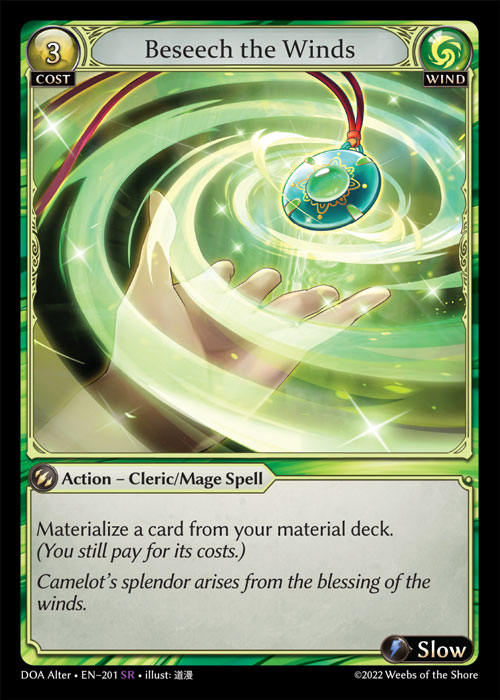 3
Beseech the Winds
COST
WIND
Action – Cleric/Mage Spell
Materialize a card from your material deck.
(You still pay for its costs.)
Camelot's splendor arises from the blessing of the
winds.
Slow
DOA Alter • EN–201 SR • illust: 道漫
©2022 Weebs of the Shore